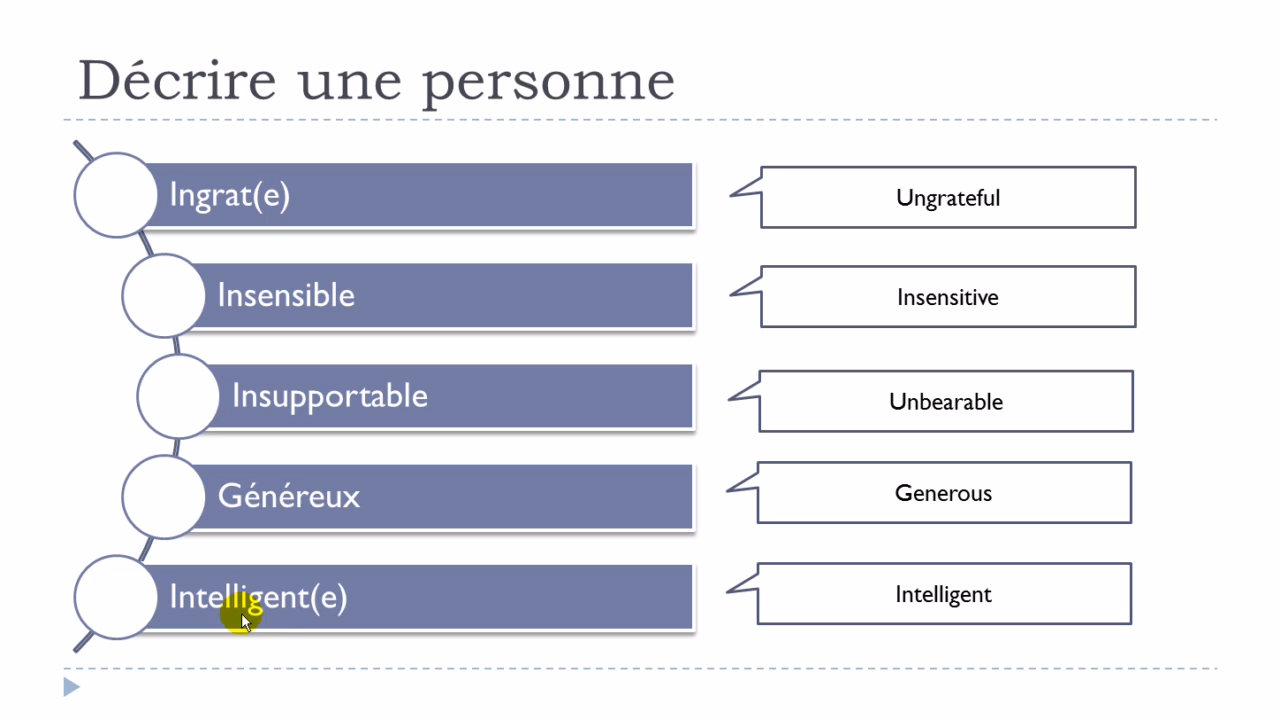 Décrire une personne
Ingrat(e)
Ungrateful
Insensible
Insensitive
Insupportable
Unbearable
Généreux
Generous
Intelligent(e)
Intelligent